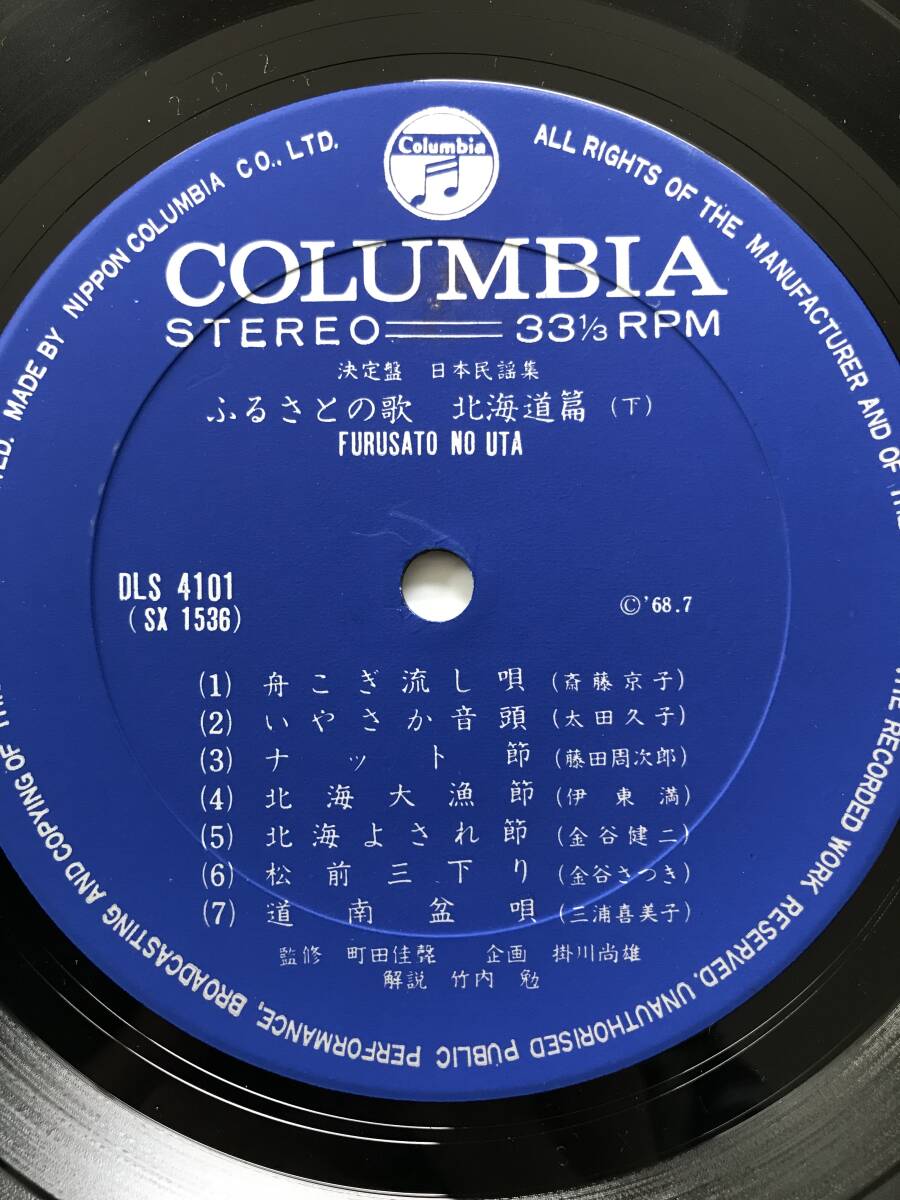 Columbia
COLUMBIA
STEREO 33⅓ RPM
決定盤 日本民謡集
ふるさとの歌 北海道篇 (下)
FURUSATO NO UTA
DLS 4101
(SX 1536)
©'68.7
(1) 舟こぎ流し唄 (斎藤京子)
(2) いやさか音頭 (太田久子)
(3) ナット節 (藤田周次郎)
(4) 北海大漁節 (伊東満)
(5) 北海よされ節 (金谷健二)
(6) 松前三下り (金谷さつき)
(7) 道南盆唄 (三浦喜美子)
監修 町田佳聲 企画 掛川尚雄
解説 竹内 勉
MADE BY NIPPON COLUMBIA CO., LTD.
ALL RIGHTS OF THE MANUFACTURER AND OF THE
THE RECORDED WORK RESERVED. UNAUTHORISED PUBLIC PERFORMANCE, BROADCASTING AND COPYING OF